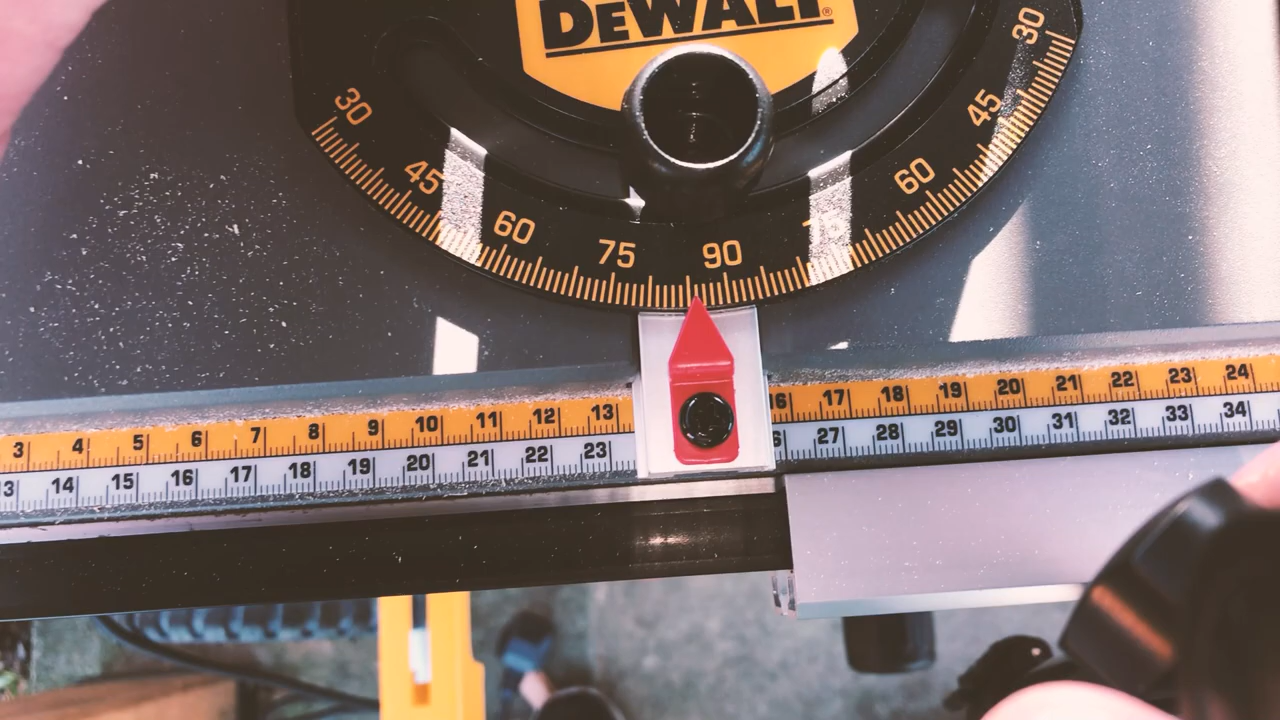 DEWALT®
30 45 60 75 90 75 60 45 30
3 4 5 6 7 8 9 10 11 12 13 16 17 18 19 20 21 22 23 24
13 14 15 16 17 18 19 20 21 22 23 27 28 29 30 31 32 33 34